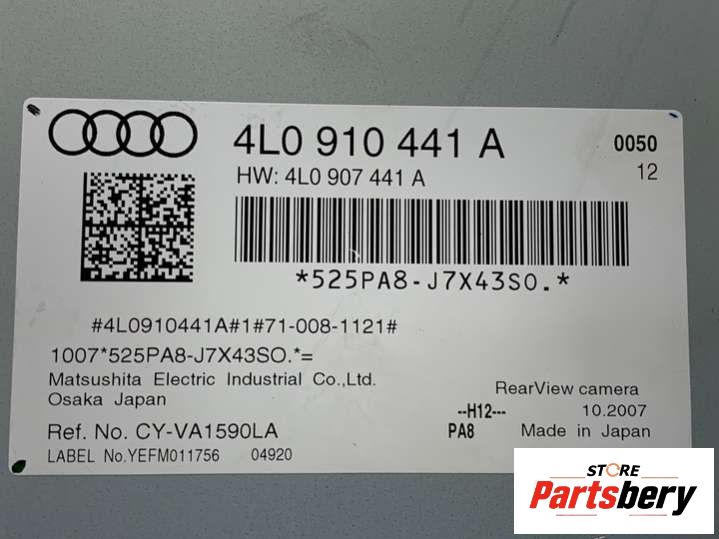 4L0 910 441 A
0050
HW: 4L0 907 441 A
12
*525PA8-J7X43S0.*
#4L0910441A#1#71-008-1121#
1007*525PA8-J7X43SO.*=
Matsushita Electric Industrial Co.,Ltd.
Osaka Japan
RearView camera
--H12--- 10.2007
Ref. No. CY-VA1590LA
PA8 Made in Japan
LABEL No.YEFM011756 04920
STORE
Partsbery